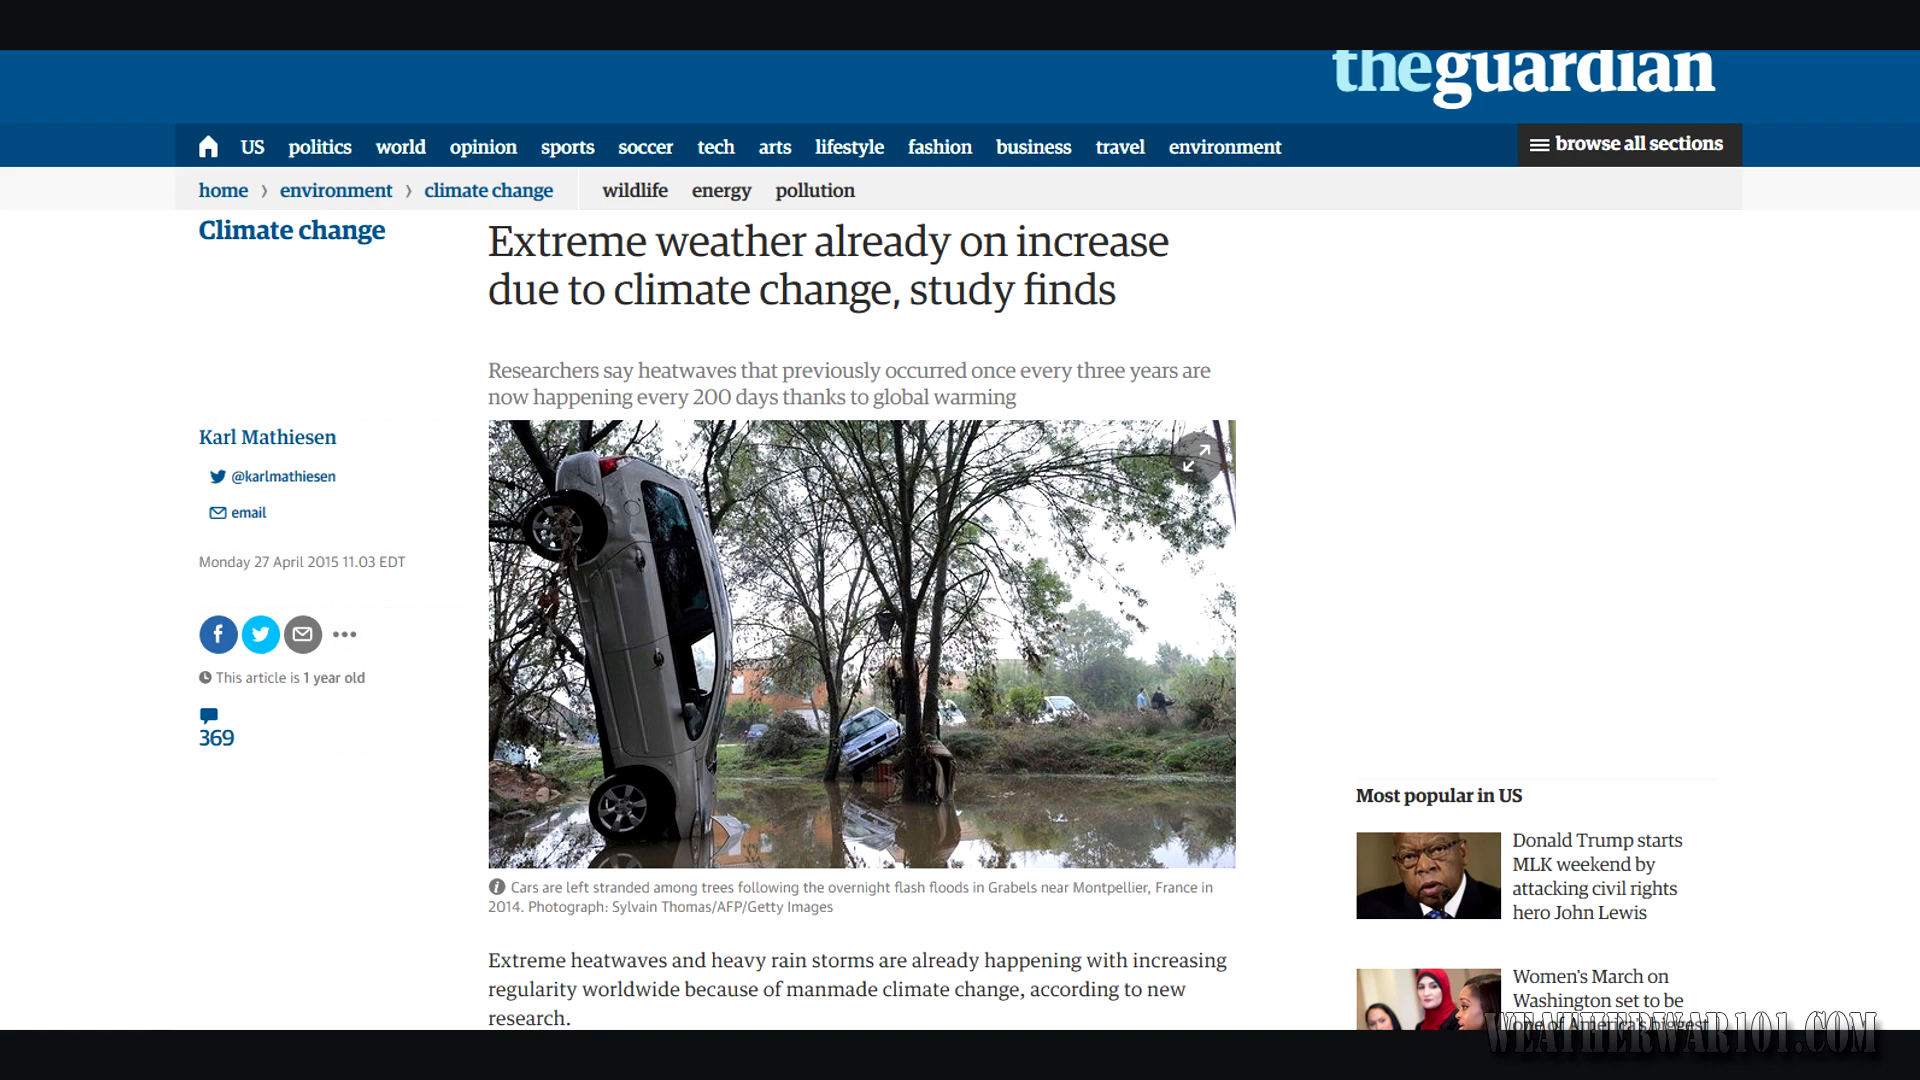 theguardian
US politics world opinion sports soccer tech arts lifestyle fashion business travel environment browse all sections
home › environment › climate change wildlife energy pollution
Climate change
Extreme weather already on increase
due to climate change, study finds
Researchers say heatwaves that previously occurred once every three years are
now happening every 200 days thanks to global warming
Karl Mathiesen
@karlmathiesen
email
Monday 27 April 2015 11.03 EDT
This article is 1 year old
369
Cars are left stranded among trees following the overnight flash floods in Grabels near Montpellier, France in
2014. Photograph: Sylvain Thomas/AFP/Getty Images
Extreme heatwaves and heavy rain storms are already happening with increasing
regularity worldwide because of manmade climate change, according to new
research.
Most popular in US
Donald Trump starts
MLK weekend by
attacking civil rights
hero John Lewis
Women's March on
Washington set to be
one of America's biggest
WEATHERWAR101.COM